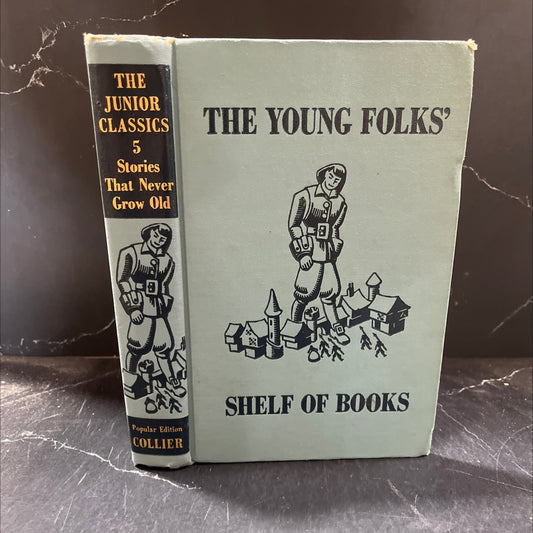 THE
JUNIOR
CLASSICS
5
Stories
That Never
Grow Old
Popular Edition
COLLIER
THE YOUNG FOLKS'
SHELF OF BOOKS